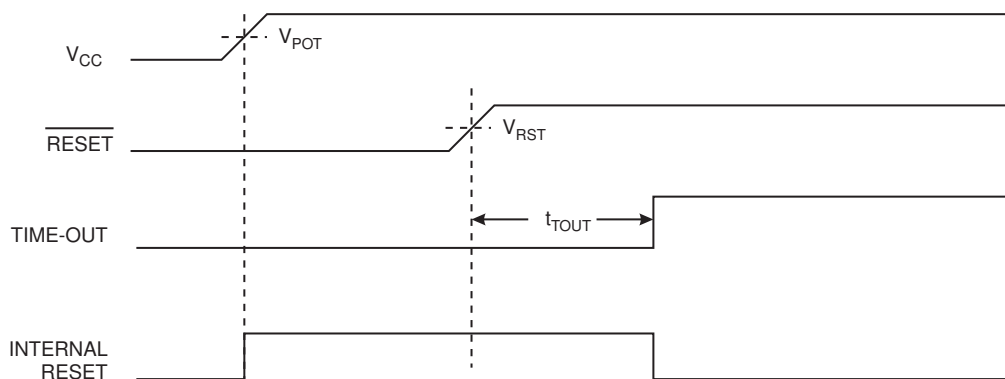 V_CC
V_POT
RESET
V_RST
TIME-OUT
t_TOUT
INTERNAL
RESET